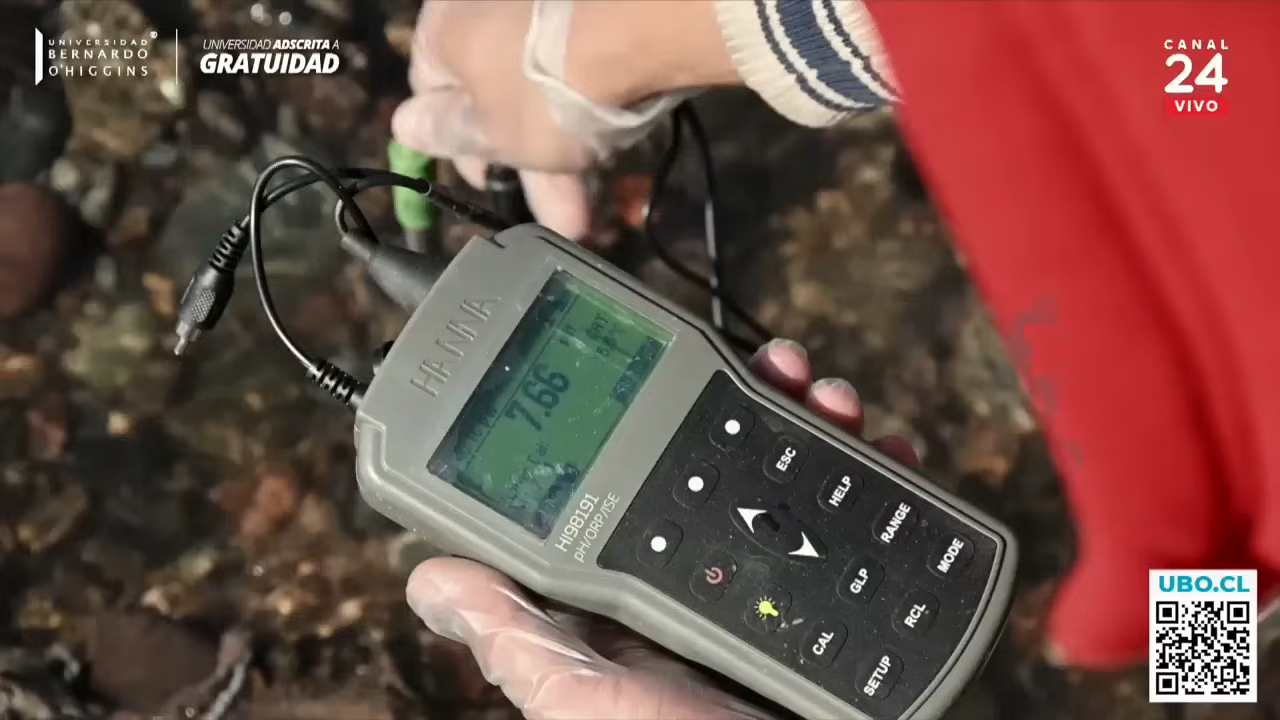 UNIVERSIDAD
BERNARDO
O'HIGGINS
UNIVERSIDAD ADSCRITA A
GRATUIDAD
CANAL
24
VIVO
HANNA
7.66
Cal
HI98191
pH/ORP/ISE
ESC
HELP
RANGE
MODE
GLP
RCL
CAL
SETUP
UBO.CL